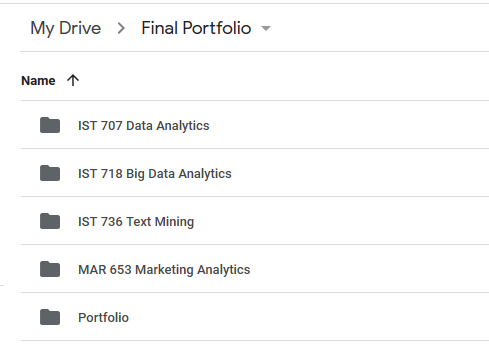 My Drive > Final Portfolio
Name
IST 707 Data Analytics
IST 718 Big Data Analytics
IST 736 Text Mining
MAR 653 Marketing Analytics
Portfolio